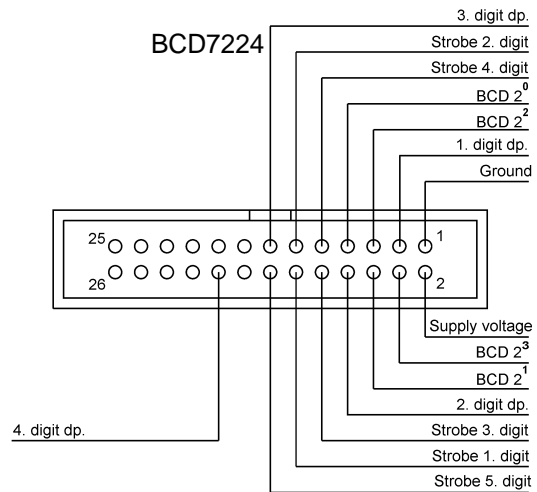 3. digit dp.
BCD7224
Strobe 2. digit
Strobe 4. digit
BCD 2⁰
BCD 2²
1. digit dp.
Ground
25
1
26
2
Supply voltage
BCD 2³
BCD 2¹
2. digit dp.
4. digit dp.
Strobe 3. digit
Strobe 1. digit
Strobe 5. digit